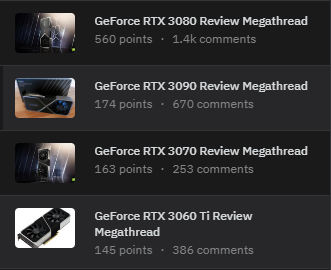 GeForce RTX 3080 Review Megathread
560 points · 1.4k comments
GeForce RTX 3090 Review Megathread
174 points · 670 comments
GeForce RTX 3070 Review Megathread
163 points · 253 comments
GeForce RTX 3060 Ti Review
Megathread
145 points · 386 comments